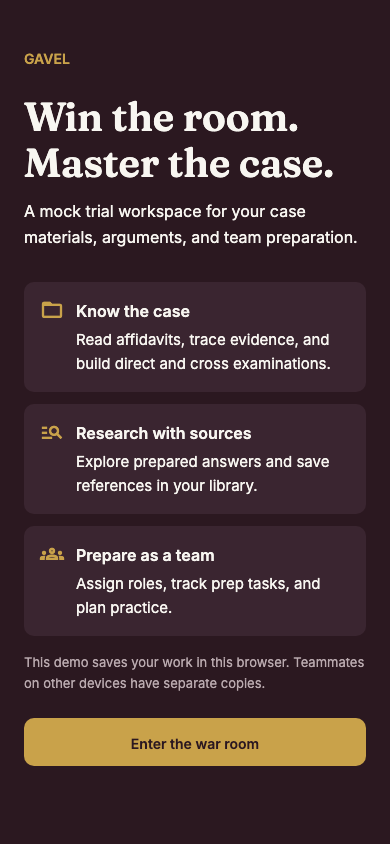 GAVEL
Win the room.
Master the case.
A mock trial workspace for your case
materials, arguments, and team preparation.
Know the case
Read affidavits, trace evidence, and
build direct and cross examinations.
Research with sources
Explore prepared answers and save
references in your library.
Prepare as a team
Assign roles, track prep tasks, and
plan practice.
This demo saves your work in this browser. Teammates
on other devices have separate copies.
Enter the war room